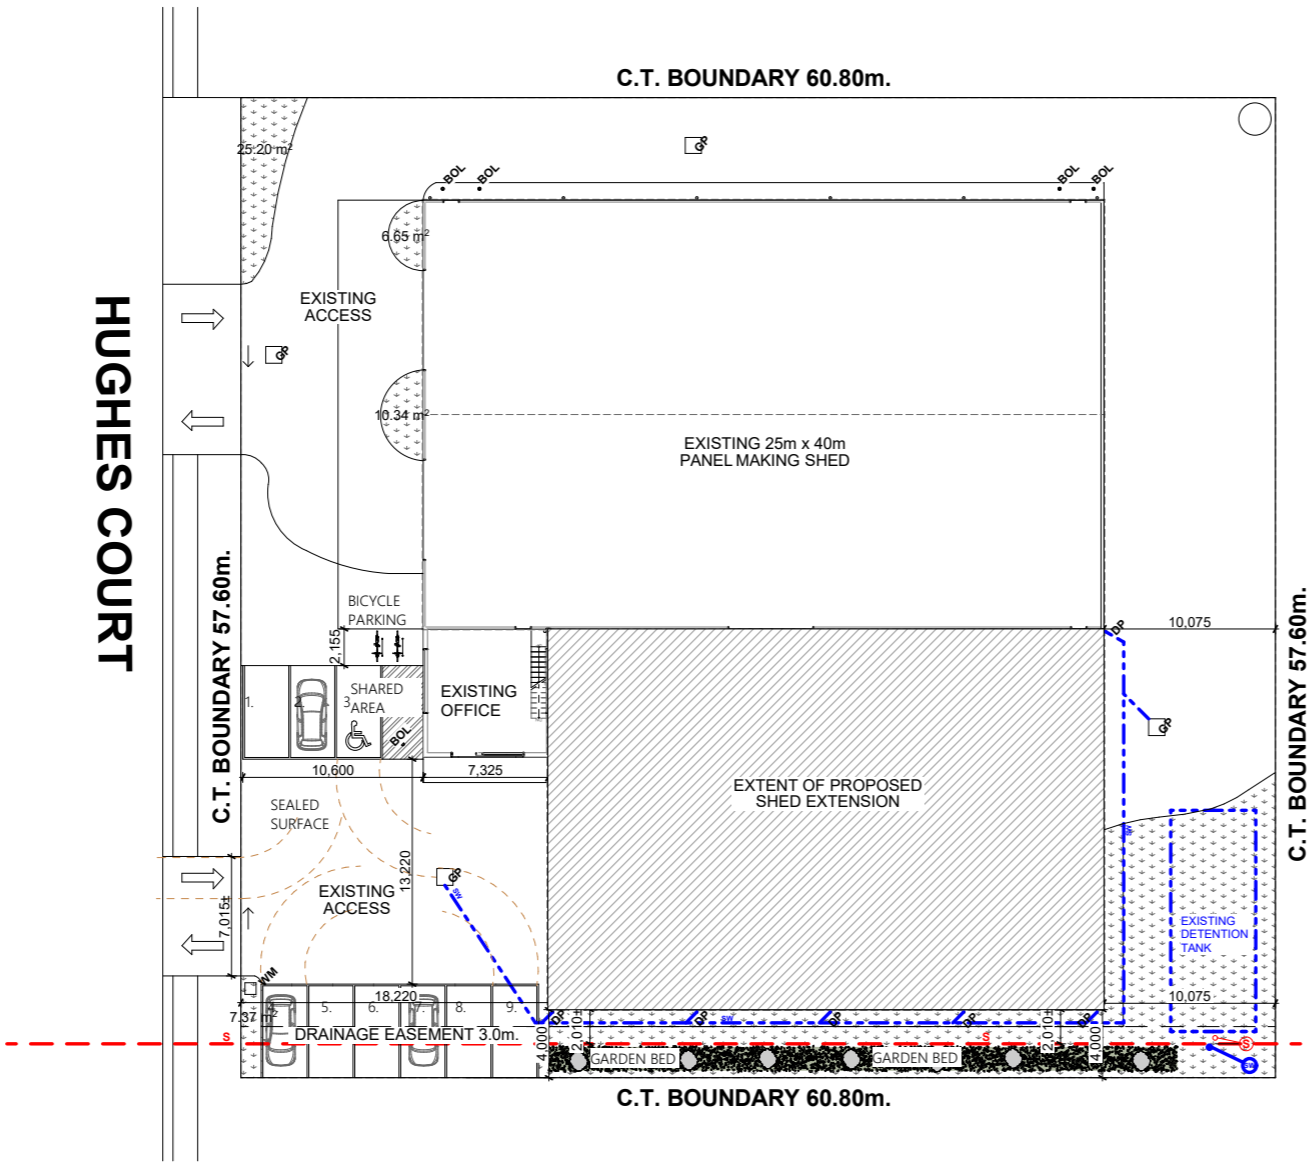 C.T. BOUNDARY 60.80m.
25.20 m²
GP
BOL
BOL
BOL
BOL
6.65 m²
EXISTING
ACCESS
GP
HUGHES COURT
10.34 m²
EXISTING 25m x 40m
PANEL MAKING SHED
C.T. BOUNDARY 57.60m.
BICYCLE
PARKING
2,155
DP
10,075
C.T. BOUNDARY 57.60m.
1.
2.
3.
SHARED
AREA
BOL
EXISTING
OFFICE
GP
10,600
7,325
EXTENT OF PROPOSED
SHED EXTENSION
SEALED
SURFACE
SW
13,220
GP
SW
EXISTING
ACCESS
7,015±
EXISTING
DETENTION
TANK
WM
18,220
10,075
5.
6.
7.
8.
9.
7.37 m²
DP
DP
SW
DP
GP
DP
S
DRAINAGE EASEMENT 3.0m.
S
S
4,000
2,010±
GARDEN BED
GARDEN BED
2,010±
4,000
SW
C.T. BOUNDARY 60.80m.